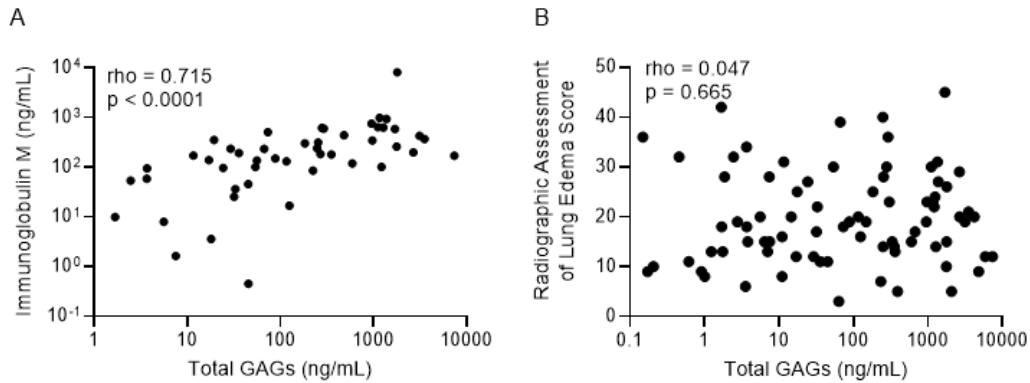 A
rho = 0.715
p < 0.0001
Immunoglobulin M (ng/mL)
10⁴
10³
10²
10¹
10⁰
10⁻¹
1 10 100 1000 10000
Total GAGs (ng/mL)
B
rho = 0.047
p = 0.665
Radiographic Assessment
of Lung Edema Score
50
40
30
20
10
0
0.1 1 10 100 1000 10000
Total GAGs (ng/mL)